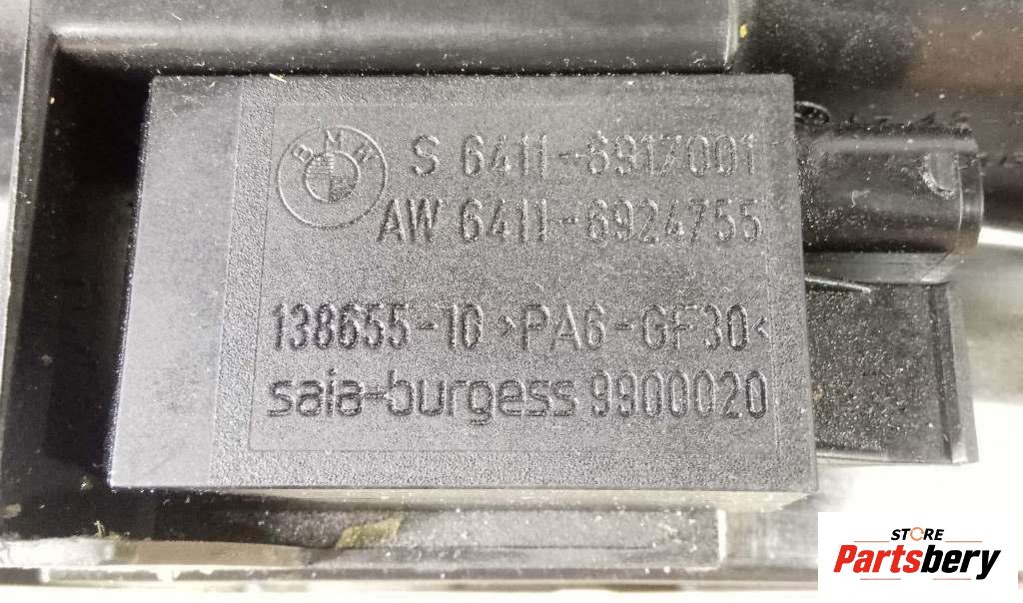 BMW
S 6411-6917001
AW 6411-6924755
138655-10 >PA6-GF30<
saia-burgess 9900020
STORE
Partsbery